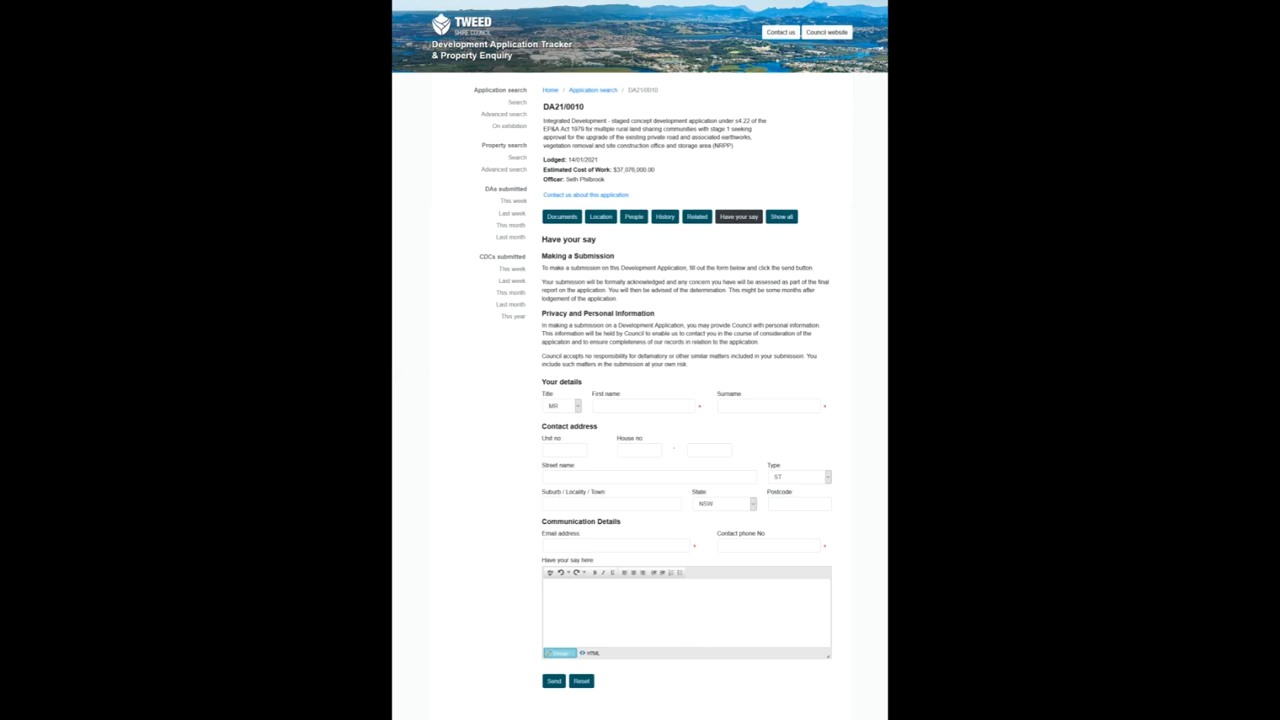 TWEED
SHIRE COUNCIL
Development Application Tracker
& Property Enquiry
Contact us
Council website
Application search
Search
Advanced search
On exhibition
Property search
Search
Advanced search
DAs submitted
This week
Last week
This month
Last month
CDCs submitted
This week
Last week
This month
Last month
This year
Home / Application search / DA21/0010
DA21/0010
Integrated Development - staged concept development application under s4.22 of the
EP&A Act 1979 for multiple rural land sharing communities with stage 1 seeking
approval for the upgrade of the existing private road and associated earthworks,
vegetation removal and site construction office and storage area (NRPP)
Lodged: 14/01/2021
Estimated Cost of Work: $37,076,000.00
Officer: Seth Philbrook
Contact us about this application
Documents Location People History Related Have your say Show all
Have your say
Making a Submission
To make a submission on this Development Application, fill out the form below and click the send button.
Your submission will be formally acknowledged and any concern you have will be assessed as part of the final
report on the application. You will then be advised of the determination. This might be some months after
lodgement of the application.
Privacy and Personal Information
In making a submission on a Development Application, you may provide Council with personal information.
This information will be held by Council to enable us to contact you in the course of consideration of the
application and to ensure completeness of our records in relation to the application.
Council accepts no responsibility for defamatory or other similar matters included in your submission. You
include such matters in the submission at your own risk.
Your details
Title First name: Surname:
MR * *
Contact address
Unit no: House no:
-
Street name: Type:
ST
Suburb / Locality / Town: State: Postcode:
NSW
Communication Details
Email address: Contact phone No:
* *
Have your say here
B I U
Design HTML
Send Reset